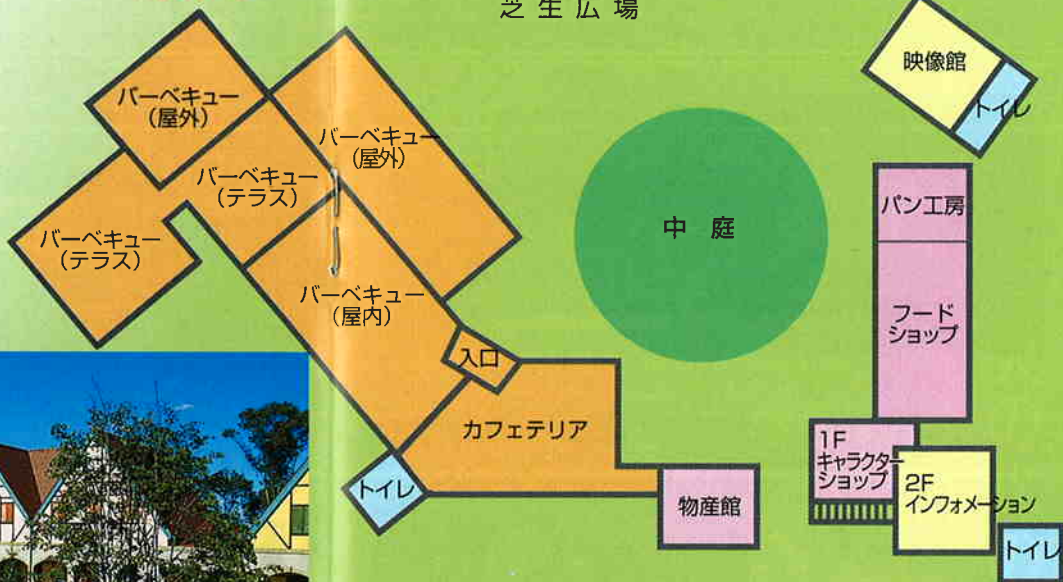 芝生広場
映像館
トイレ
バーベキュー
(屋外)
バーベキュー
(屋外)
バーベキュー
(テラス)
バーベキュー
(テラス)
バーベキュー
(屋内)
中庭
パン工房
フード
ショップ
入口
カフェテリア
トイレ
物産館
1F
キャラクター
ショップ
2F
インフォメーション
トイレ